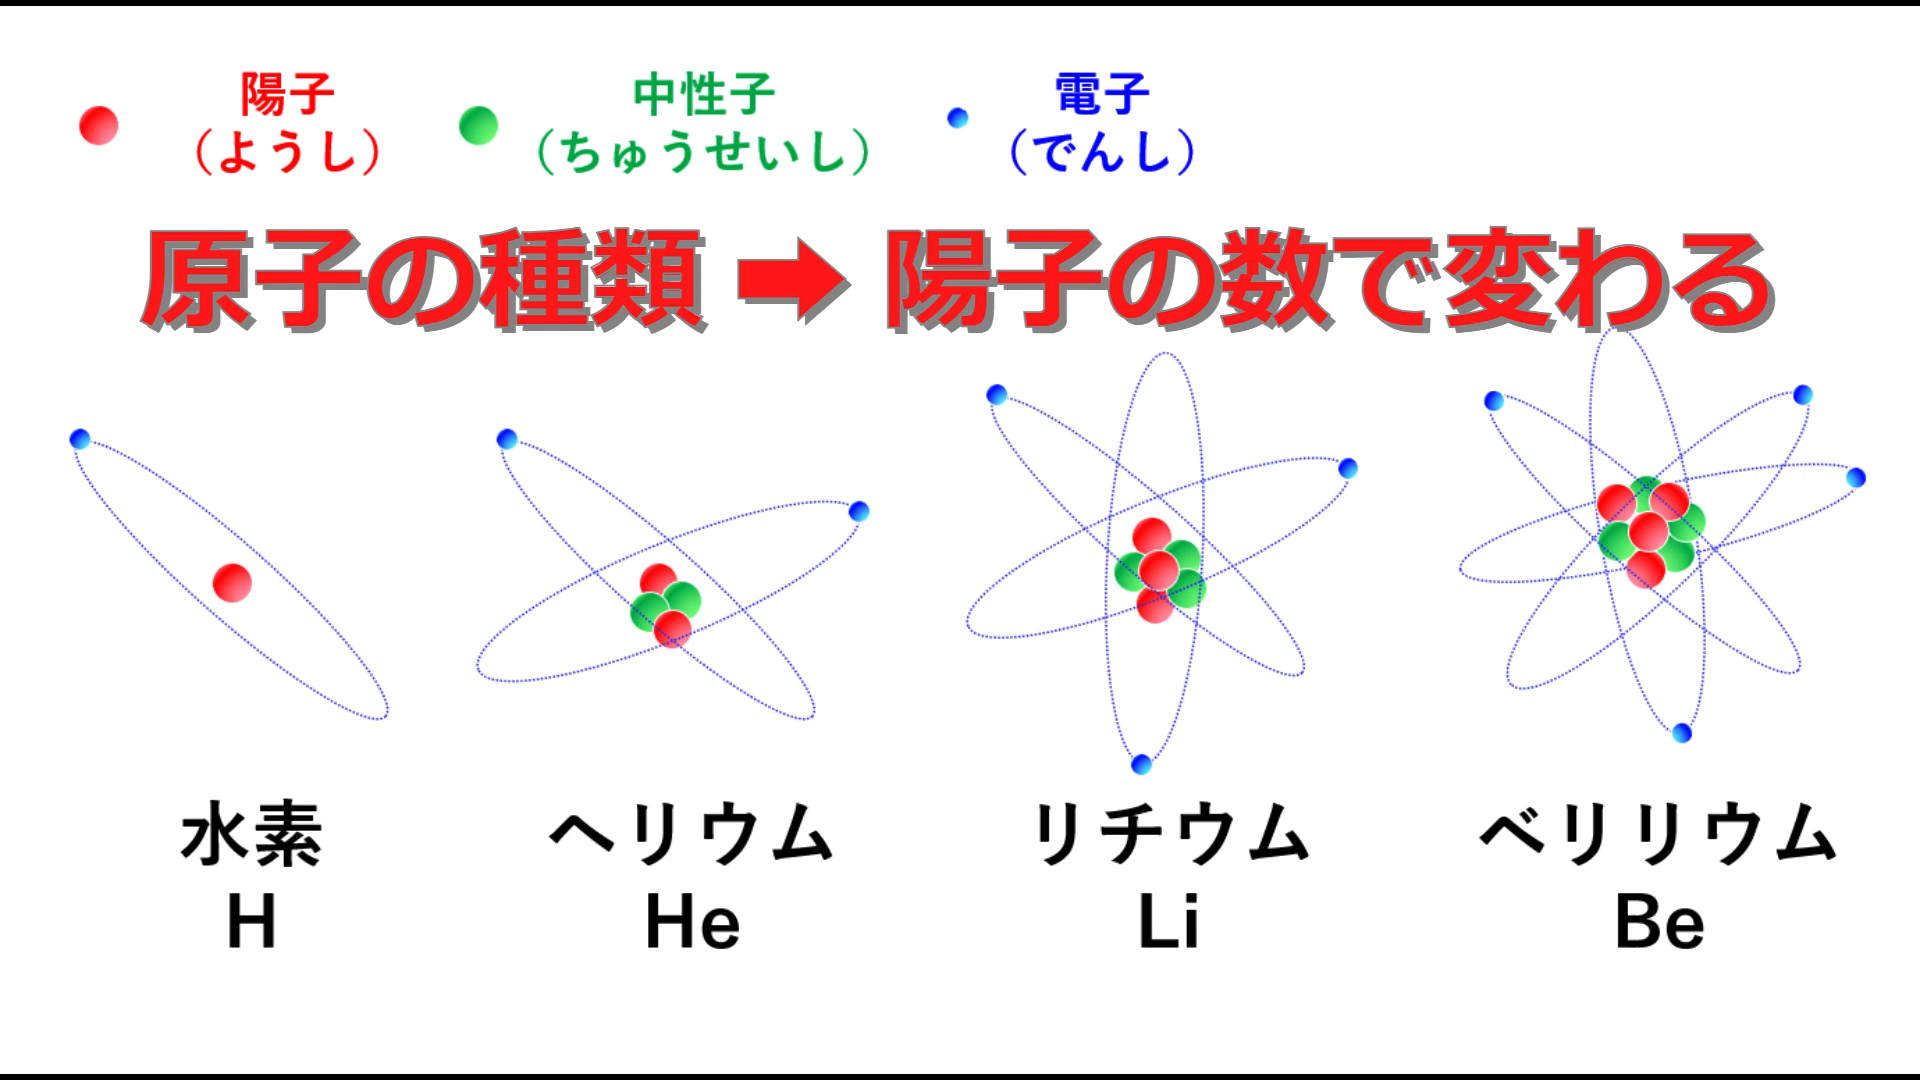 陽子
（ようし）
中性子
（ちゅうせいし）
電子
（でんし）
原子の種類 ➡ 陽子の数で変わる
水素
H
ヘリウム
He
リチウム
Li
ベリリウム
Be